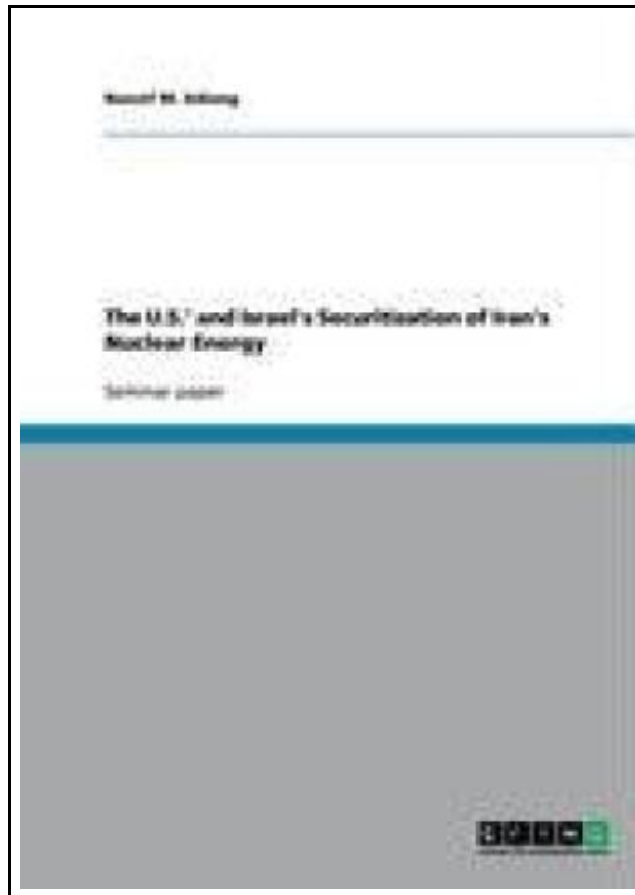 The U.S.' and Israel's Securitization of Iran's
Nuclear Energy
Seminar paper